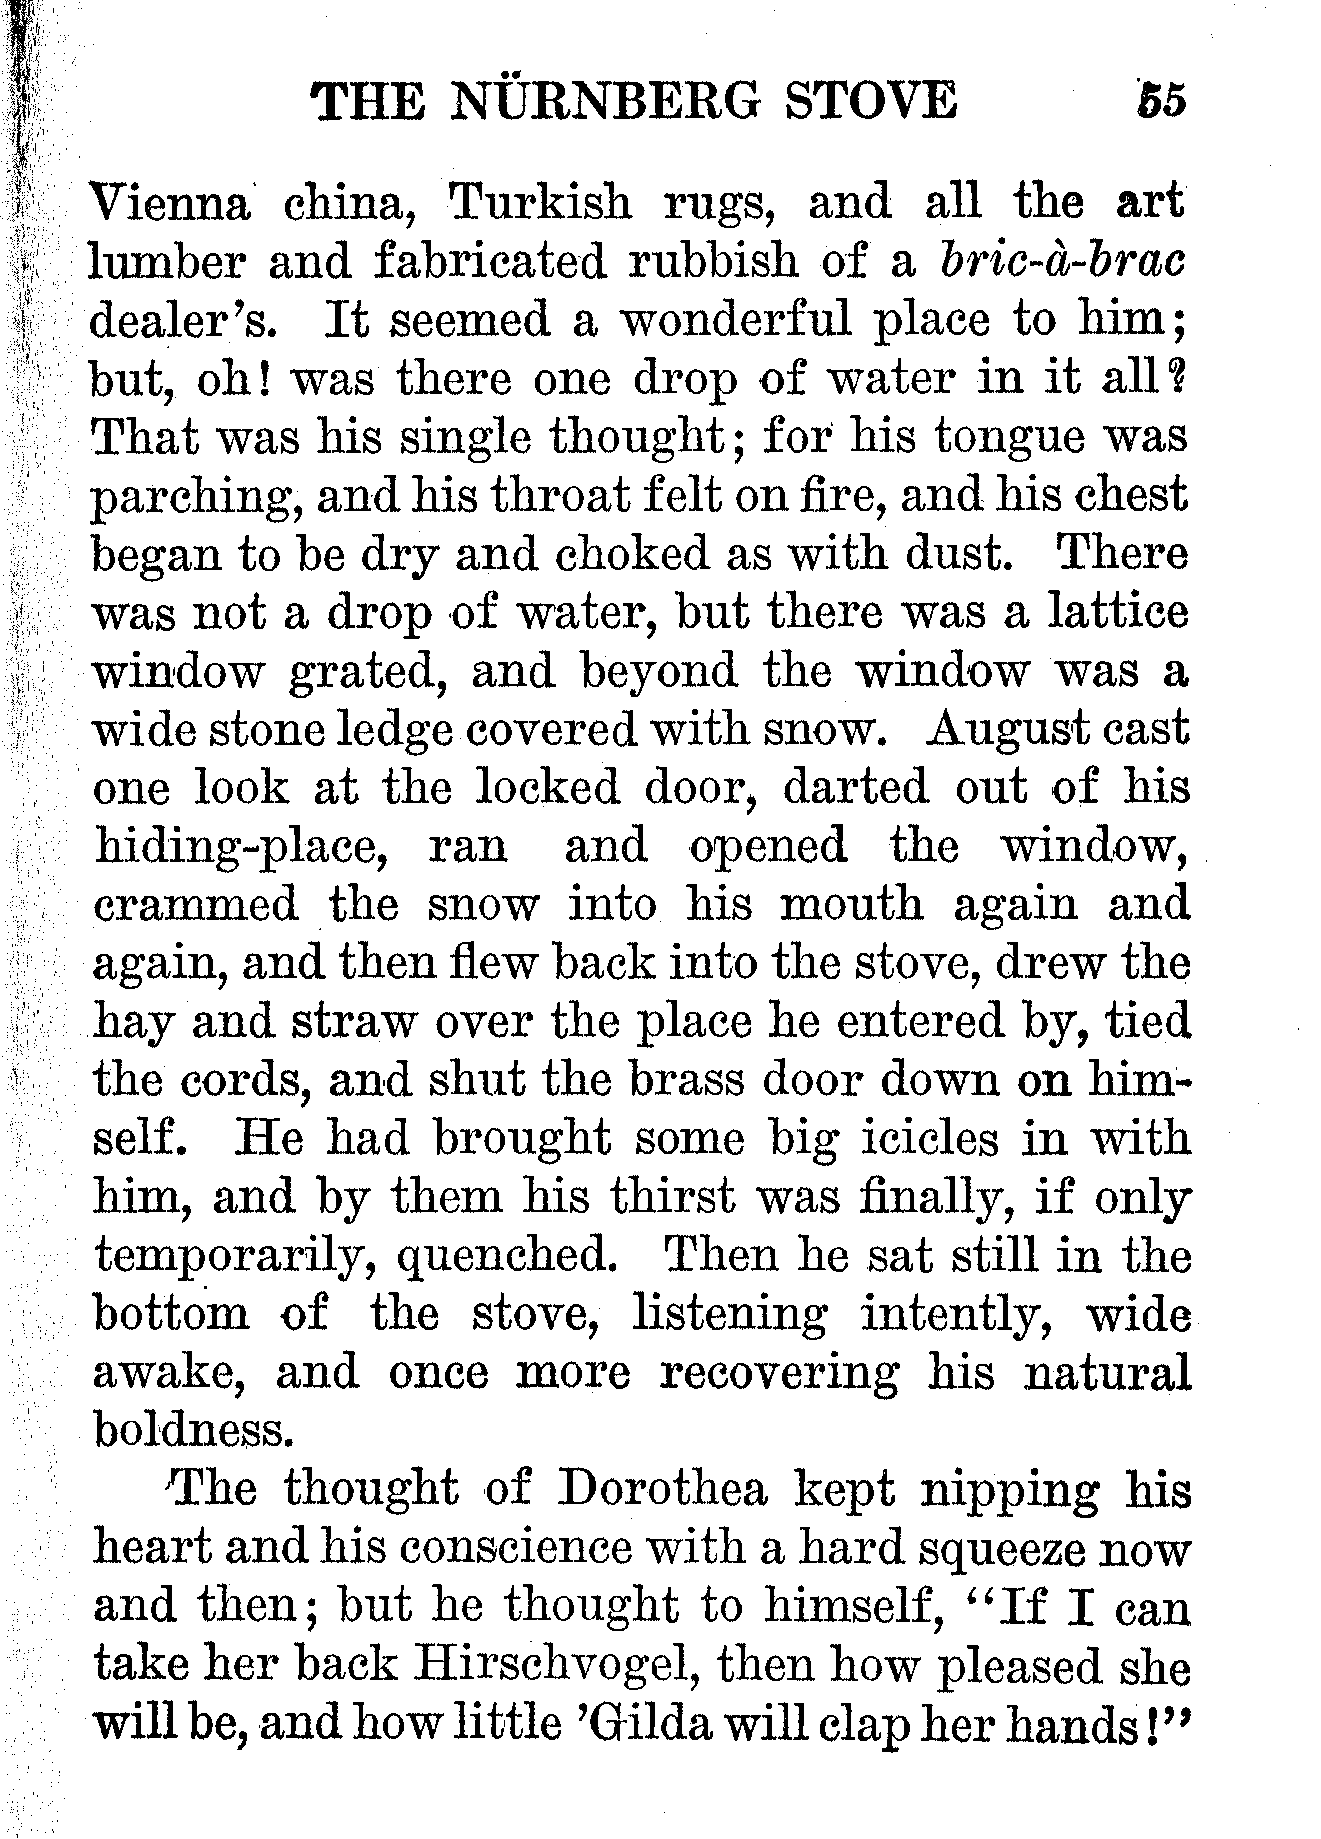 THE NÜRNBERG STOVE 55
Vienna china, Turkish rugs, and all the art
lumber and fabricated rubbish of a bric-à-brac
dealer's. It seemed a wonderful place to him;
but, oh! was there one drop of water in it all?
That was his single thought; for his tongue was
parching, and his throat felt on fire, and his chest
began to be dry and choked as with dust. There
was not a drop of water, but there was a lattice
window grated, and beyond the window was a
wide stone ledge covered with snow. August cast
one look at the locked door, darted out of his
hiding-place, ran and opened the window,
crammed the snow into his mouth again and
again, and then flew back into the stove, drew the
hay and straw over the place he entered by, tied
the cords, and shut the brass door down on him-
self. He had brought some big icicles in with
him, and by them his thirst was finally, if only
temporarily, quenched. Then he sat still in the
bottom of the stove, listening intently, wide
awake, and once more recovering his natural
boldness.
The thought of Dorothea kept nipping his
heart and his conscience with a hard squeeze now
and then; but he thought to himself, "If I can
take her back Hirschvogel, then how pleased she
will be, and how little 'Gilda will clap her hands!"